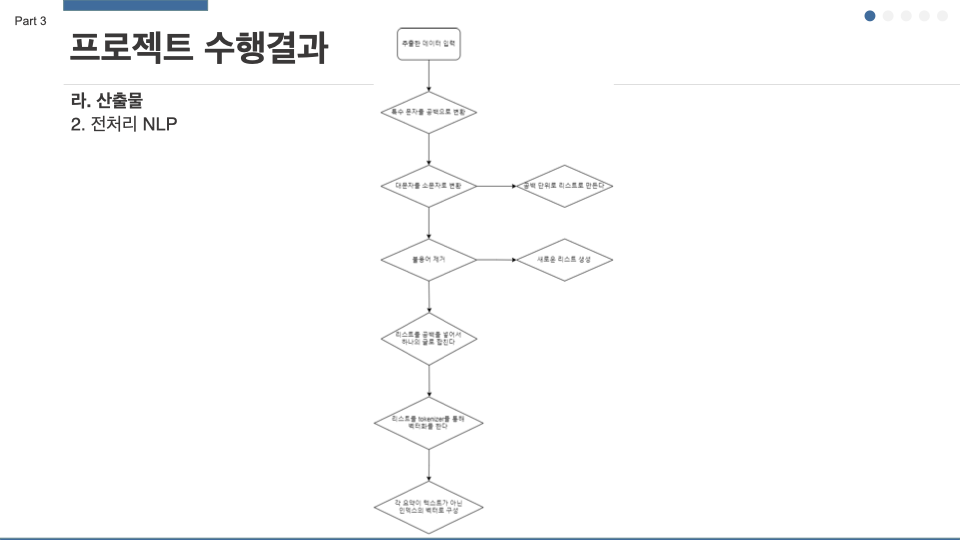 Part 3
프로젝트 수행결과
라. 산출물
2. 전처리 NLP
추출한 데이터 입력
특수 문자를 공백으로 변환
대문자를 소문자로 변환
공백 단위로 리스트로 만든다
불용어 제거
새로운 리스트 생성
리스트를 공백을 넣어서
하나의 글로 합친다
리스트를 tokenizer를 통해
벡터화를 한다
각 요약이 텍스트가 아닌
인덱스의 벡터로 구성